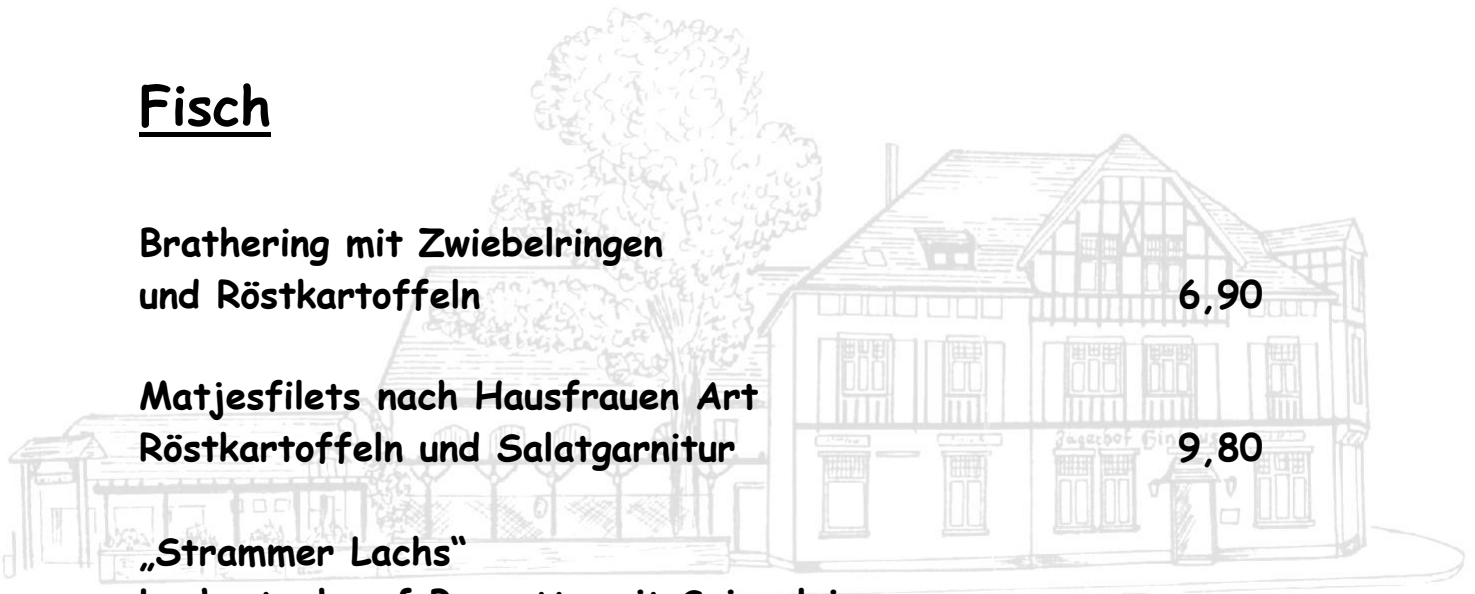 Fisch
Brathering mit Zwiebelringen
und Röstkartoffeln 6,90
Matjesfilets nach Hausfrauen Art
Röstkartoffeln und Salatgarnitur 9,80
„Strammer Lachs“
Jägerhof